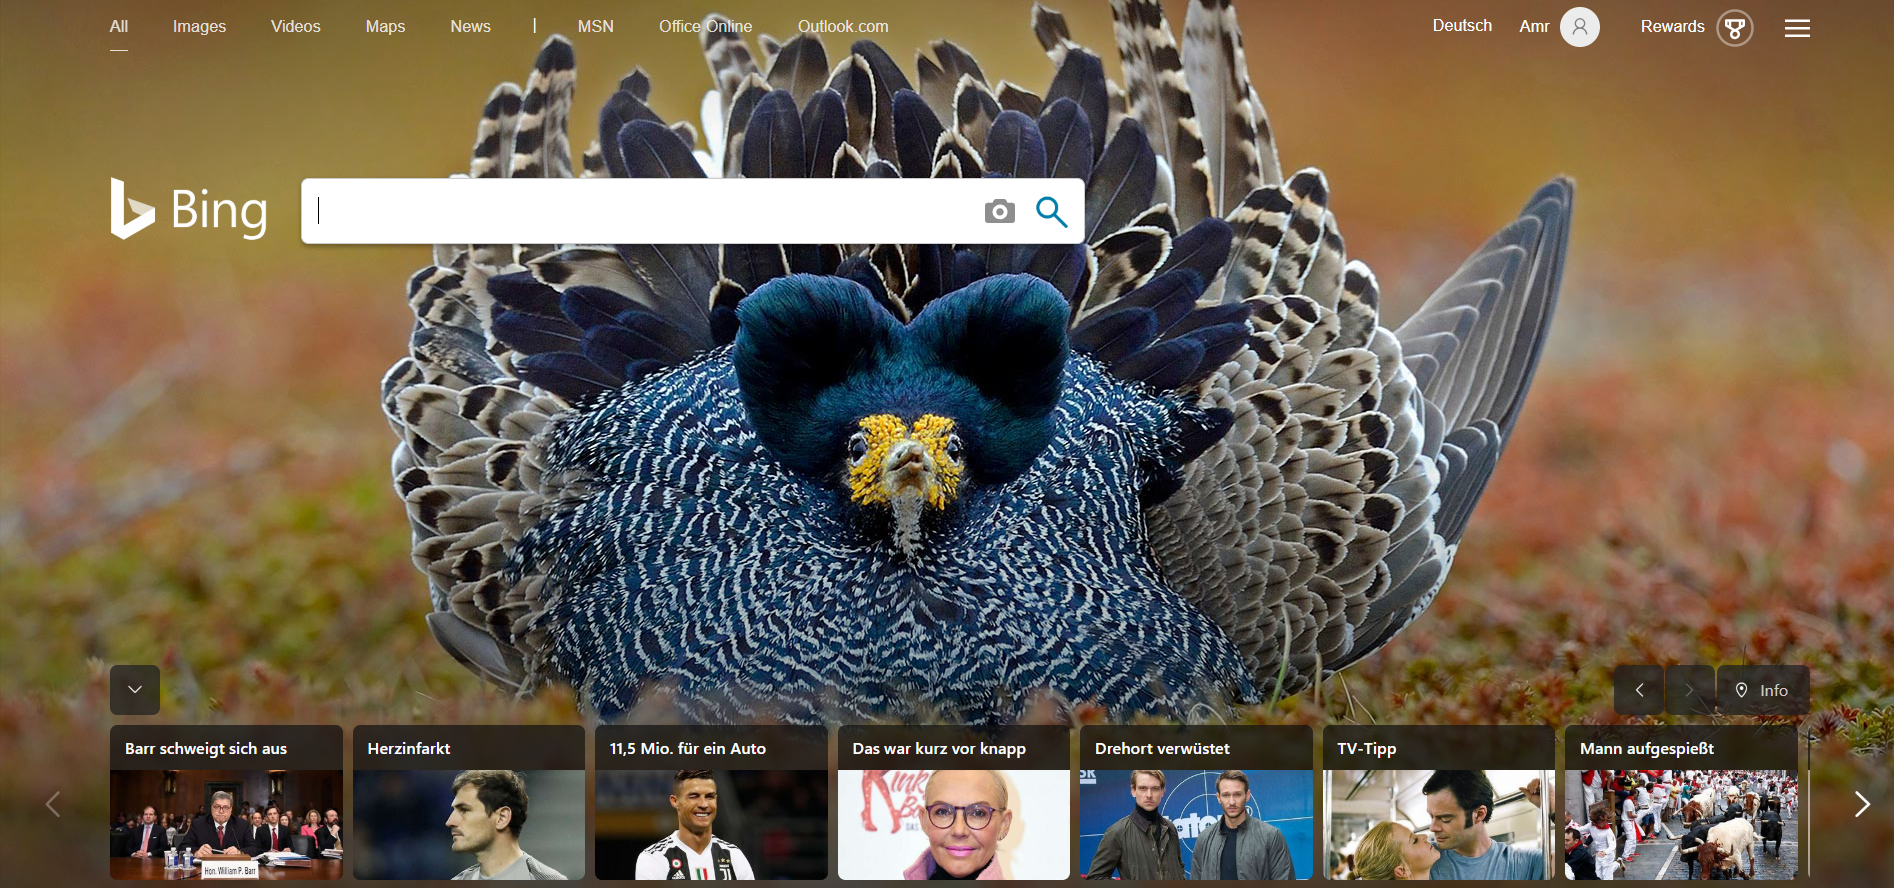 All Images Videos Maps News | MSN Office Online Outlook.com Deutsch Amr Rewards
Bing
Info
Barr schweigt sich aus
Herzinfarkt
11,5 Mio. für ein Auto
Das war kurz vor knapp
Drehort verwüstet
TV-Tipp
Mann aufgespießt
Hon. William P. Barr